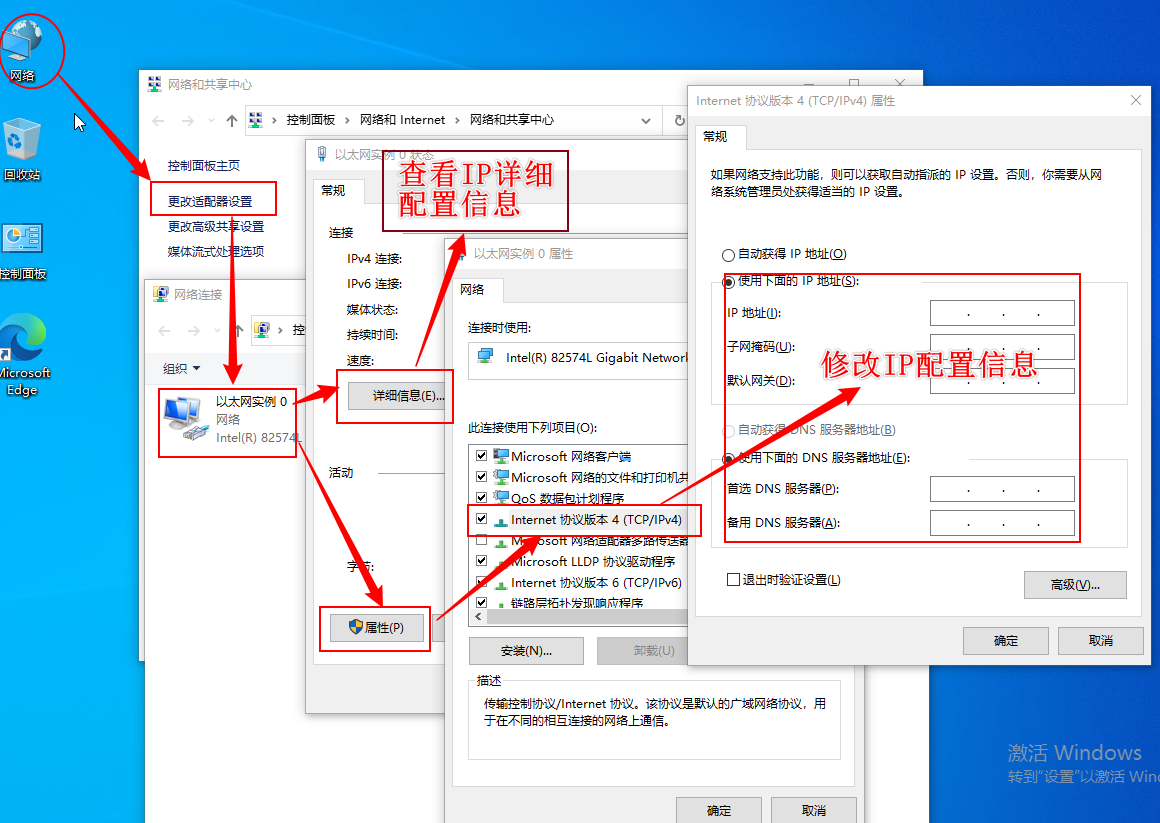 网络
回收站
控制面板
Microsoft
Edge
网络和共享中心
控制面板
网络和 Internet
网络和共享中心
控制面板主页
更改适配器设置
更改高级共享设置
媒体流式处理选项
网络连接
控
组织
以太网实例 0
网络
Intel(R) 82574L
以太网实例 0 状态
常规
查看IP详细
配置信息
连接
IPv4 连接:
IPv6 连接:
媒体状态:
持续时间:
速度:
详细信息(E)...
活动
字节:
属性(P)
以太网实例 0 属性
网络
连接时使用:
Intel(R) 82574L Gigabit Network
此连接使用下列项目(O):
Microsoft 网络客户端
Microsoft 网络的文件和打印机共
QoS 数据包计划程序
Internet 协议版本 4 (TCP/IPv4)
Microsoft 网络适配器多路传送器
Microsoft LLDP 协议驱动程序
Internet 协议版本 6 (TCP/IPv6)
链路层拓扑发现响应程序
安装(N)...
卸载(U)
描述
传输控制协议/Internet 协议。该协议是默认的广域网络协议，用
于在不同的相互连接的网络上通信。
确定
取消
Internet 协议版本 4 (TCP/IPv4) 属性
常规
如果网络支持此功能，则可以获取自动指派的 IP 设置。否则，你需要从网
络系统管理员处获得适当的 IP 设置。
自动获得 IP 地址(O)
使用下面的 IP 地址(S):
IP 地址(I):
子网掩码(U):
默认网关(D):
修改IP配置信息
自动获得 DNS 服务器地址(B)
使用下面的 DNS 服务器地址(E):
首选 DNS 服务器(P):
备用 DNS 服务器(A):
退出时验证设置(L)
高级(V)...
确定
取消
激活 Windows
转到"设置"以激活 Win